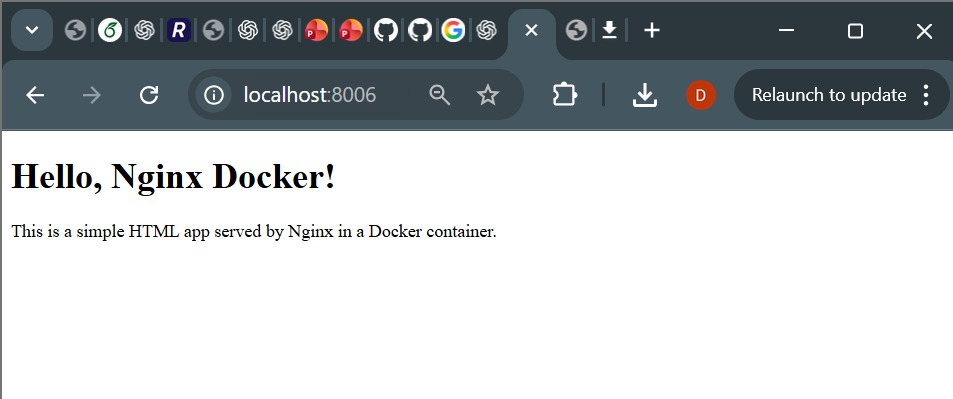 R
P
P
G
localhost:8006
D
Relaunch to update
Hello, Nginx Docker!
This is a simple HTML app served by Nginx in a Docker container.